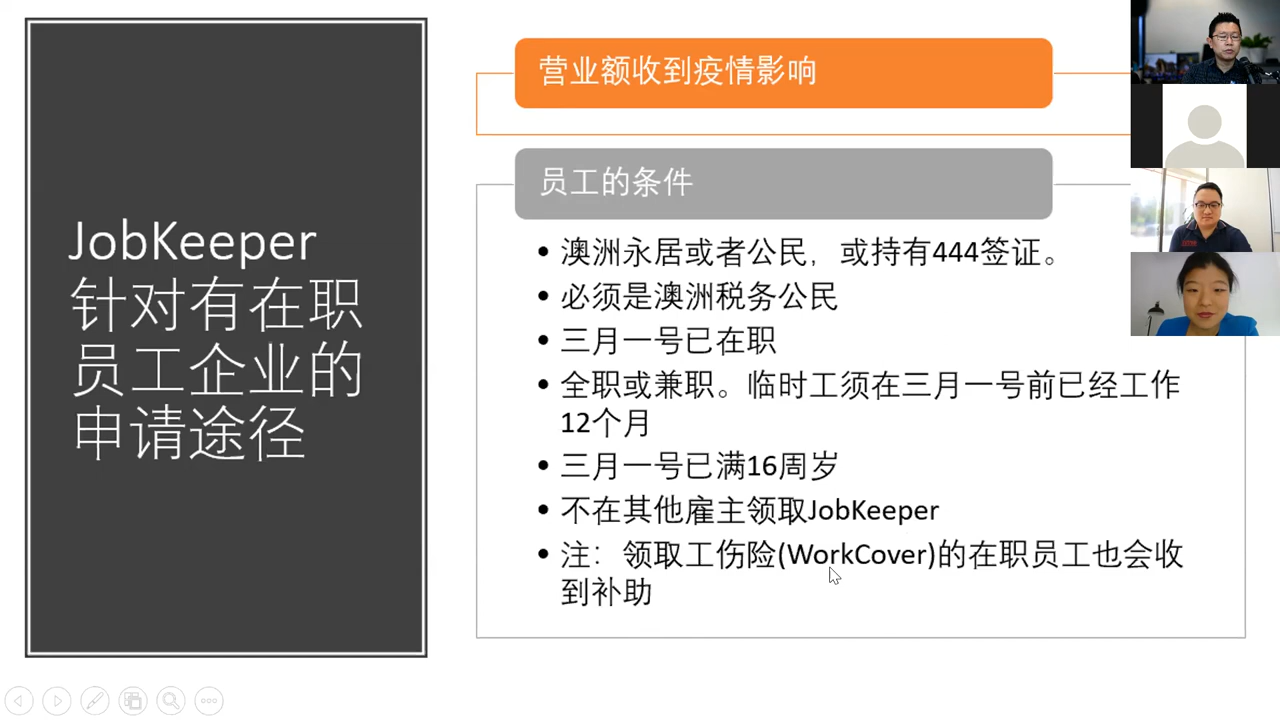 JobKeeper
针对有在职
员工企业的
申请途径
营业额收到疫情影响
员工的条件
• 澳洲永居或者公民，或持有444签证。
• 必须是澳洲税务公民
• 三月一号已在职
• 全职或兼职。临时工须在三月一号前已经工作
12个月
• 三月一号已满16周岁
• 不在其他雇主领取JobKeeper
• 注：领取工伤险(WorkCover)的在职员工也会收
到补助